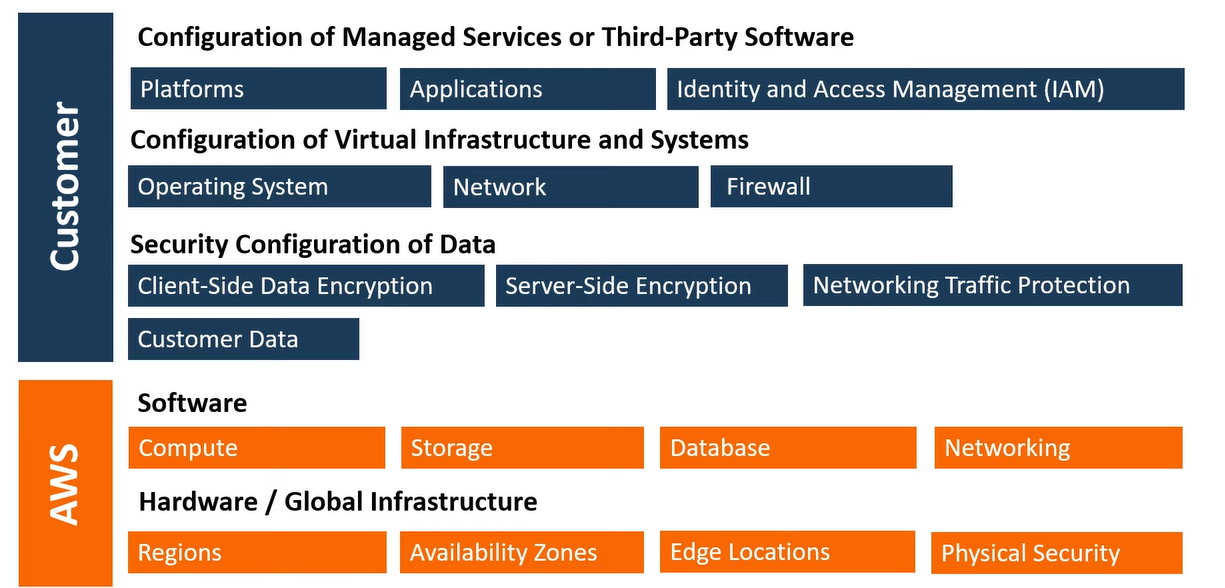 Customer
Configuration of Managed Services or Third-Party Software
Platforms
Applications
Identity and Access Management (IAM)
Configuration of Virtual Infrastructure and Systems
Operating System
Network
Firewall
Security Configuration of Data
Client-Side Data Encryption
Server-Side Encryption
Networking Traffic Protection
Customer Data
AWS
Software
Compute
Storage
Database
Networking
Hardware / Global Infrastructure
Regions
Availability Zones
Edge Locations
Physical Security